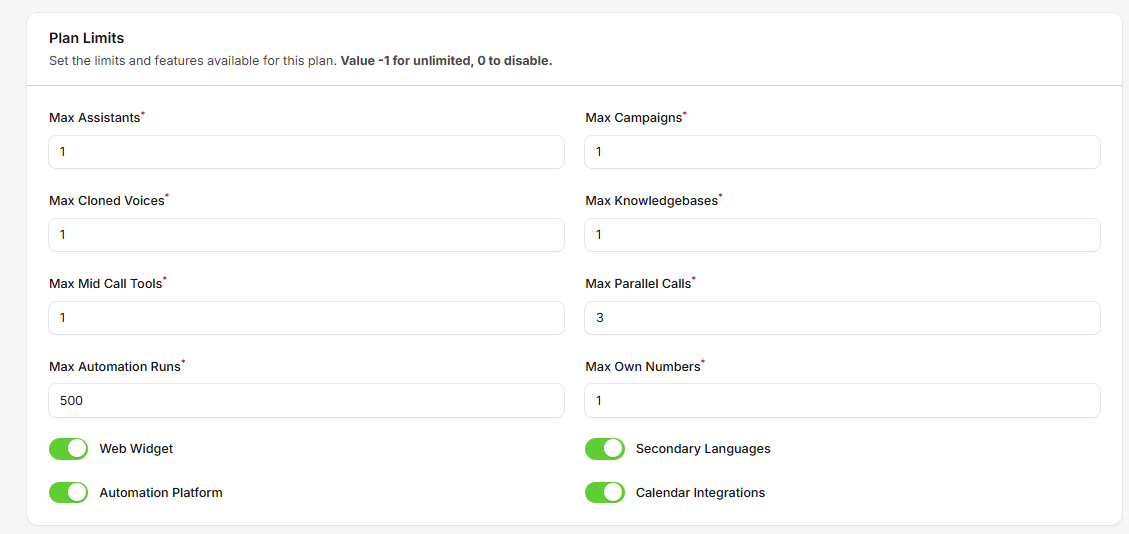 Plan Limits
Set the limits and features available for this plan. Value -1 for unlimited, 0 to disable.
Max Assistants* Max Campaigns*
1 1
Max Cloned Voices* Max Knowledgebases*
1 1
Max Mid Call Tools* Max Parallel Calls*
1 3
Max Automation Runs* Max Own Numbers*
500 1
Web Widget Secondary Languages
Automation Platform Calendar Integrations